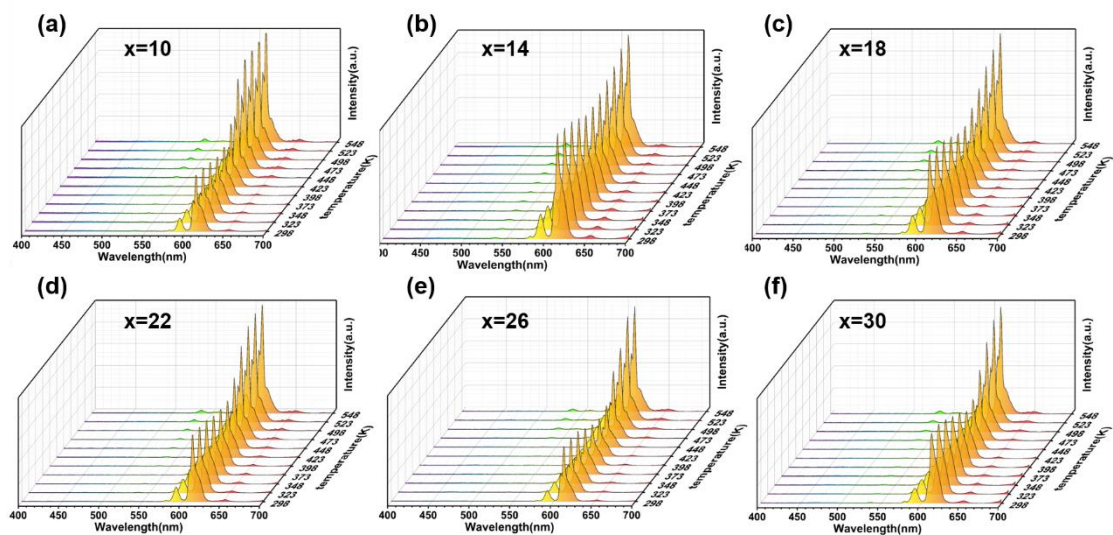 (a)
x=10
Intensity(a.u.)
548
523
498
473
448
423
398
373
348
323
298
temperature(K)
400 450 500 550 600 650 700
Wavelength(nm)
(b)
x=14
Intensity(a.u.)
548
523
498
473
448
423
398
373
348
323
298
temperature(K)
00 450 500 550 600 650 700
Wavelength(nm)
(c)
x=18
Intensity(a.u.)
548
523
498
473
448
423
398
373
348
323
298
temperature(K)
400 450 500 550 600 650 700
Wavelength(nm)
(d)
x=22
Intensity(a.u.)
548
523
498
473
448
423
398
373
348
323
298
temperature(K)
400 450 500 550 600 650 700
Wavelength(nm)
(e)
x=26
Intensity(a.u.)
548
523
498
473
448
423
398
373
348
323
298
temperature(K)
400 450 500 550 600 650 700
Wavelength(nm)
(f)
x=30
Intensity(a.u.)
548
523
498
473
448
423
398
373
348
323
298
temperature(K)
400 450 500 550 600 650 700
Wavelength(nm)